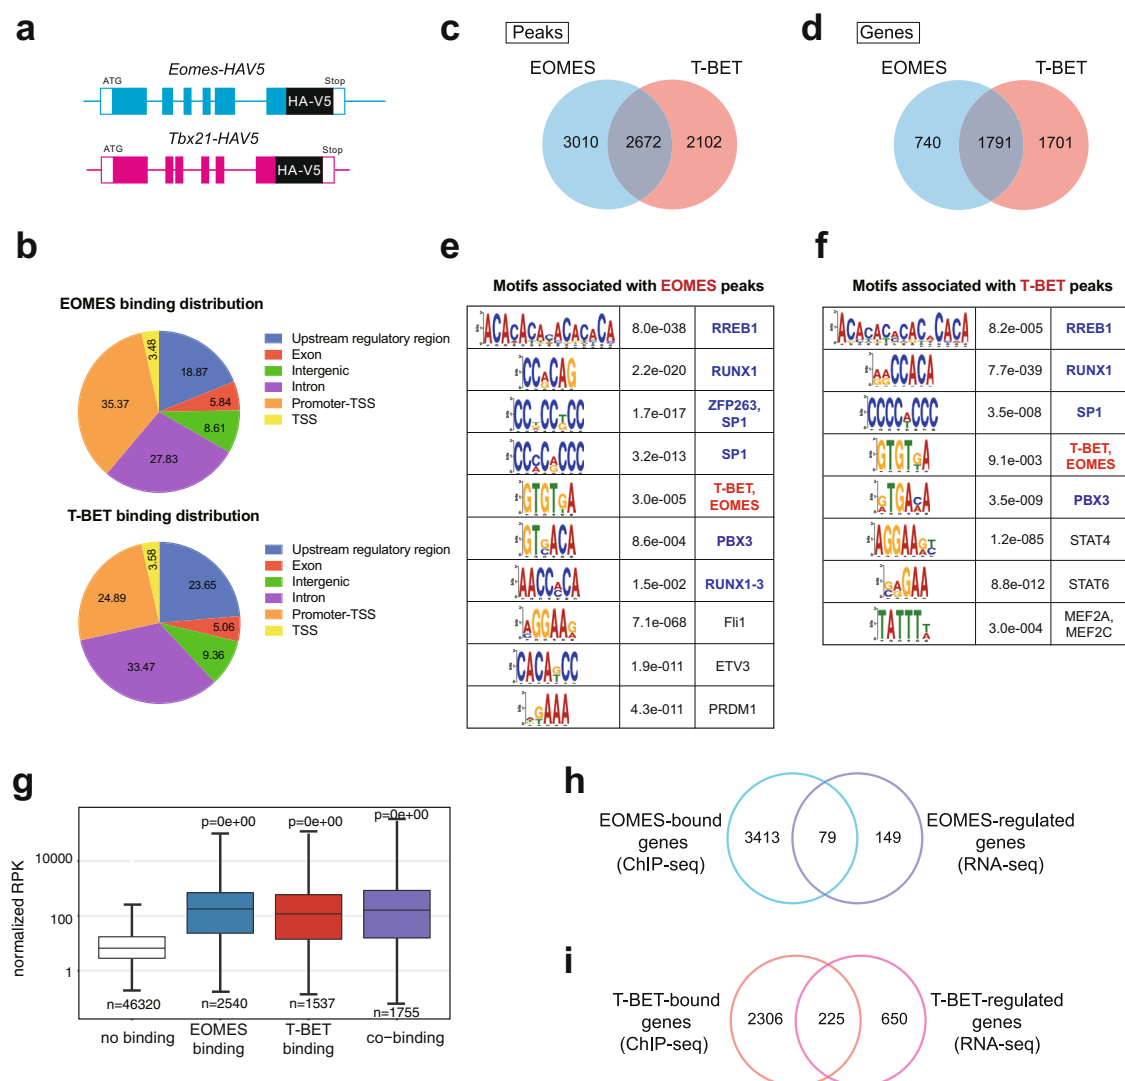 a
Eomes-HAV5
ATG
Stop
HA-V5
Tbx21-HAV5
ATG
Stop
HA-V5
b
EOMES binding distribution
3.48
18.87
5.84
8.61
27.83
35.37
Upstream regulatory region
Exon
Intergenic
Intron
Promoter-TSS
TSS
T-BET binding distribution
3.58
23.65
5.06
9.36
33.47
24.89
Upstream regulatory region
Exon
Intergenic
Intron
Promoter-TSS
TSS
c
Peaks
EOMES
T-BET
3010
2672
2102
d
Genes
EOMES
T-BET
740
1791
1701
e
Motifs associated with EOMES peaks
8.0e-038 RREB1
2.2e-020 RUNX1
1.7e-017 ZFP263,
SP1
3.2e-013 SP1
3.0e-005 T-BET,
EOMES
8.6e-004 PBX3
1.5e-002 RUNX1-3
7.1e-068 Fli1
1.9e-011 ETV3
4.3e-011 PRDM1
f
Motifs associated with T-BET peaks
8.2e-005 RREB1
7.7e-039 RUNX1
3.5e-008 SP1
9.1e-003 T-BET,
EOMES
3.5e-009 PBX3
1.2e-085 STAT4
8.8e-012 STAT6
3.0e-004 MEF2A,
MEF2C
g
normalized RPK
10000
100
1
p=0e+00
p=0e+00
p=0e+00
n=46320
n=2540
n=1537
n=1755
no binding
EOMES
binding
T-BET
binding
co−binding
h
EOMES-bound
genes
(ChIP-seq)
3413
79
149
EOMES-regulated
genes
(RNA-seq)
i
T-BET-bound
genes
(ChIP-seq)
2306
225
650
T-BET-regulated
genes
(RNA-seq)